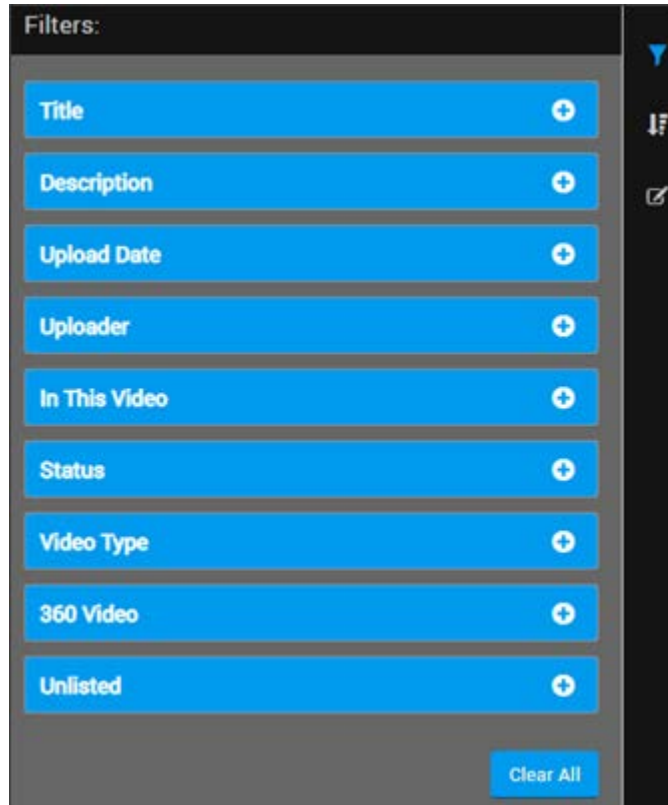 Filters:
Title
Description
Upload Date
Uploader
In This Video
Status
Video Type
360 Video
Unlisted
Clear All